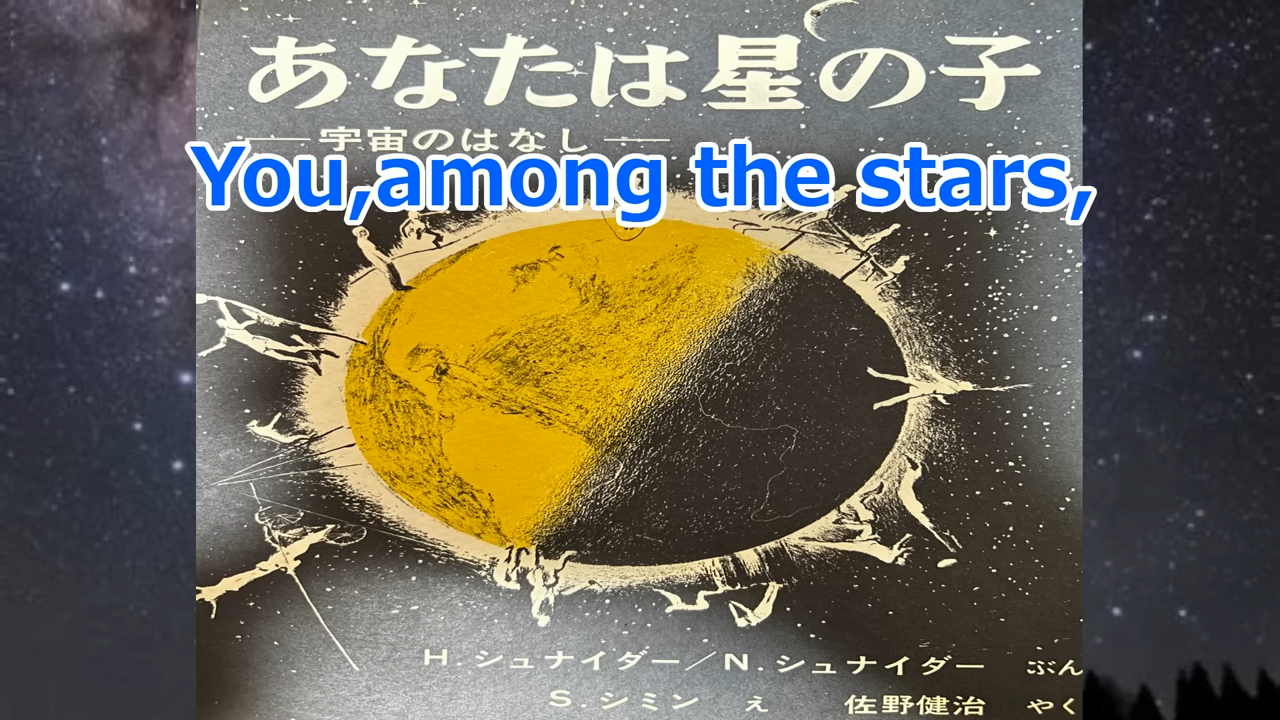 あなたは星の子
宇宙のはなし
You,among the stars,
H.シュナイダー/N.シュナイダー ぶん
S.シミン え 佐野健治 やく